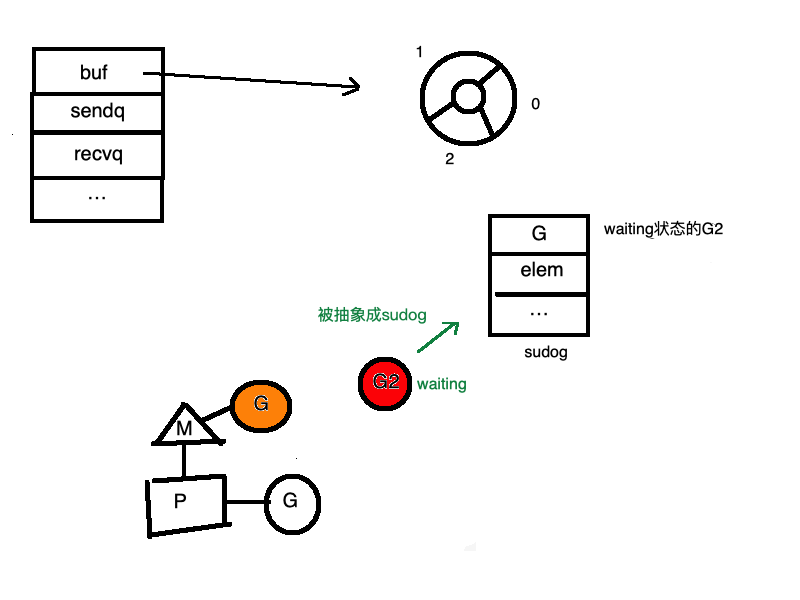 buf
sendq
recvq
...
1
0
2
G
elem
...
sudog
waiting状态的G2
被抽象成sudog
G2
waiting
G
M
P
G